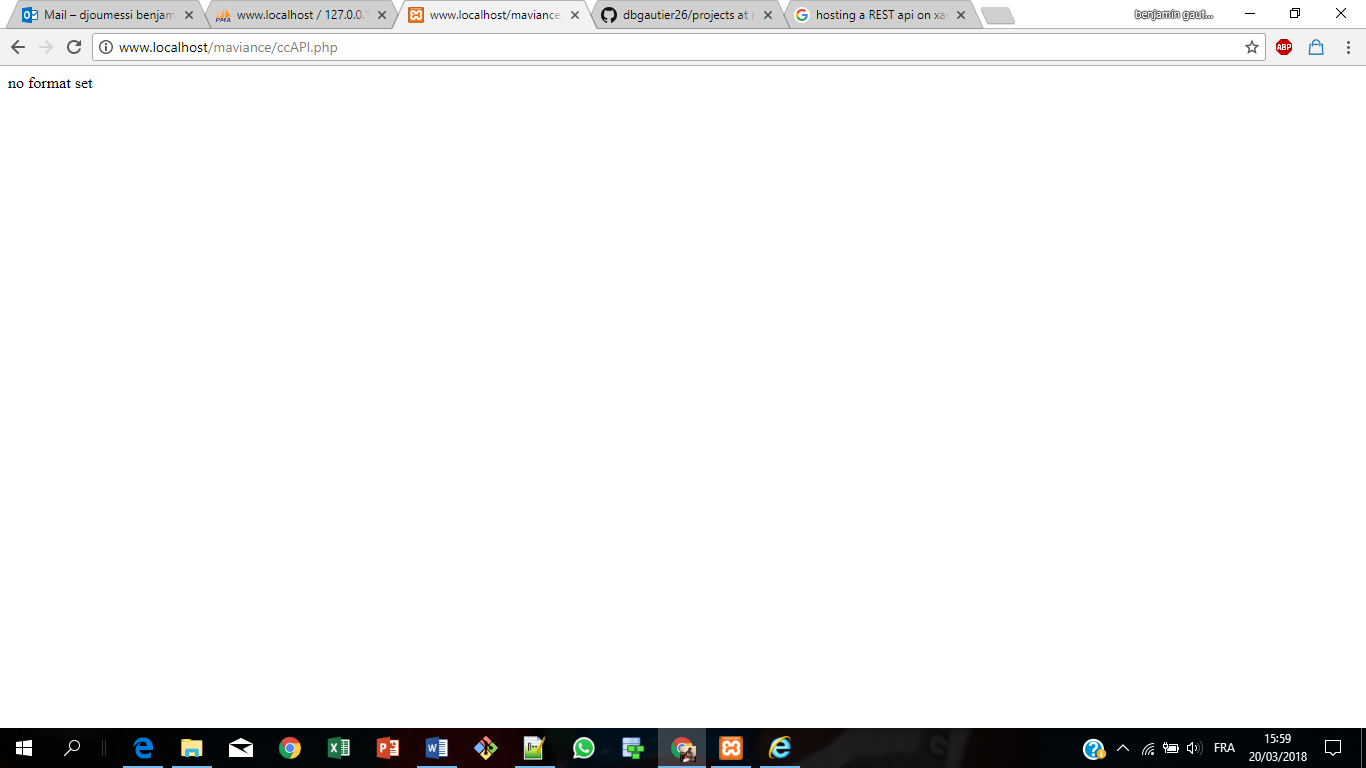 Mail – djoumessi benjam
www.localhost / 127.0.0.1
www.localhost/maviance
dbgautier26/projects at
hosting a REST api on xa
benjamin gaut...
www.localhost/maviance/ccAPI.php
ABP
no format set
FRA
15:59
20/03/2018